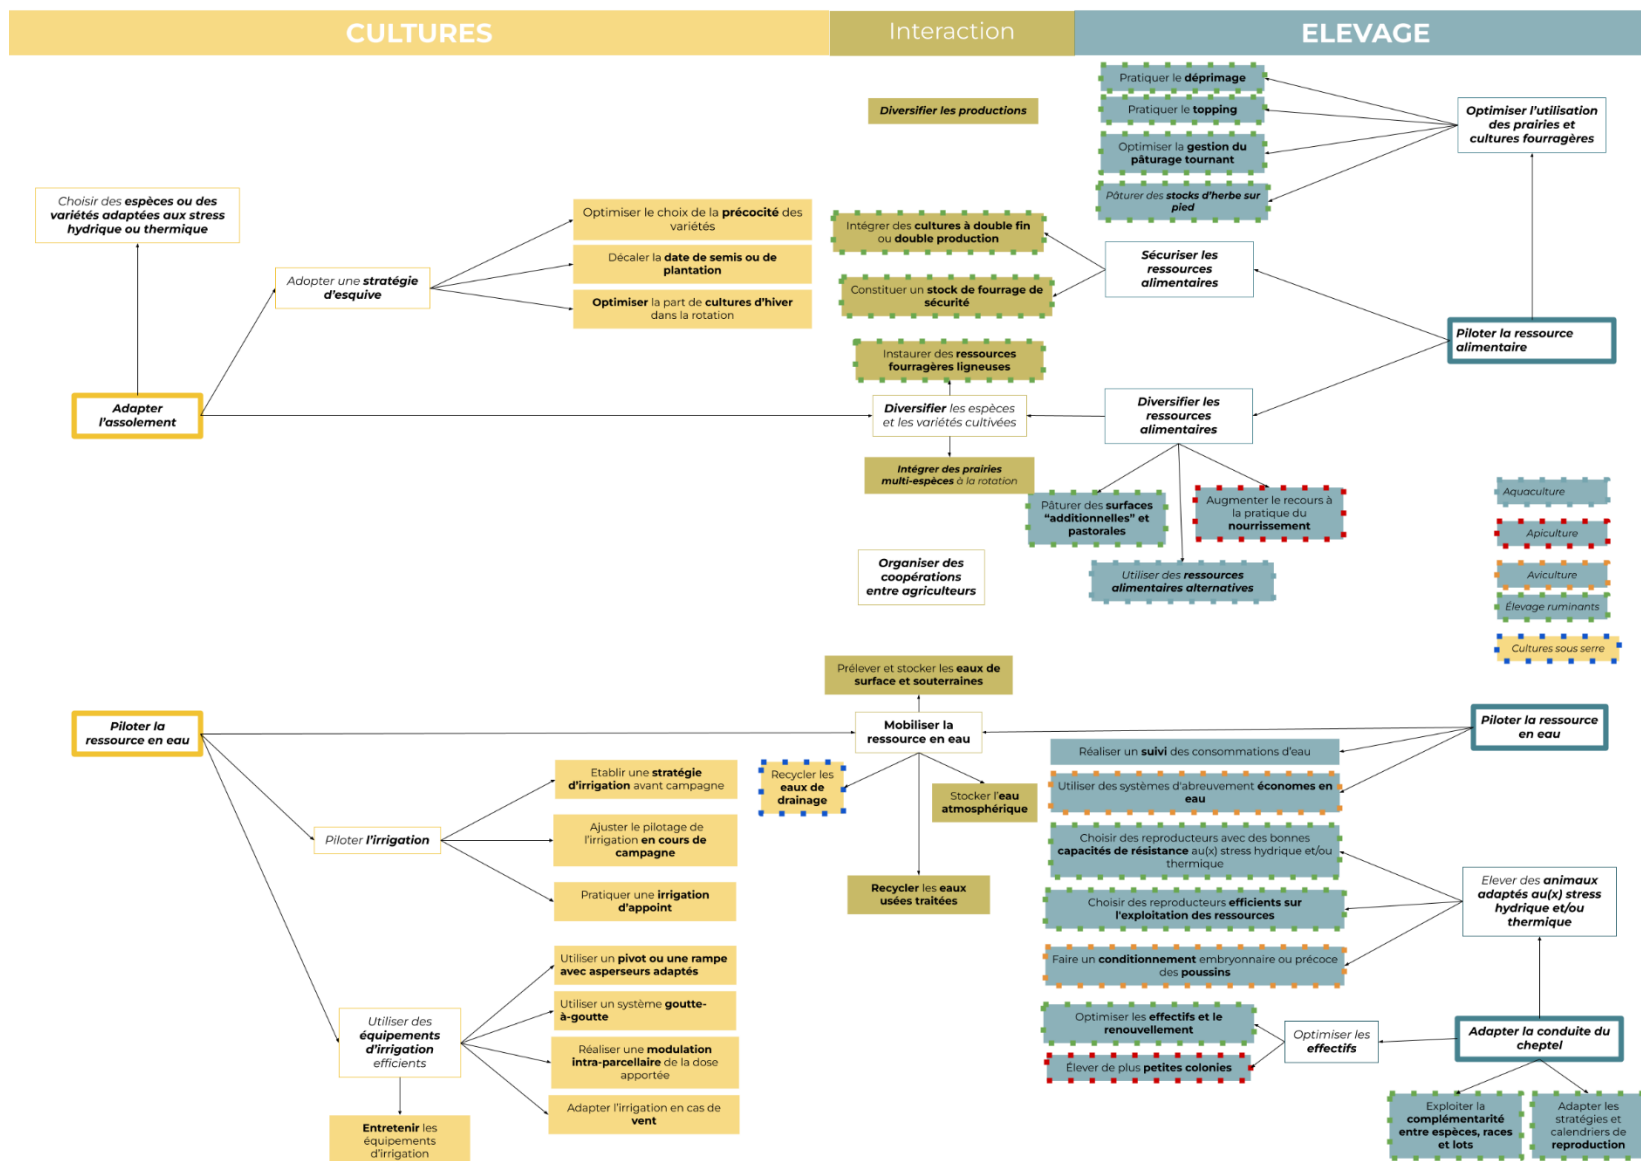 CULTURES
Interaction
ELEVAGE
Pratiquer le déprimage
Pratiquer le topping
Optimiser la gestion du
pâturage tournant
Pâturer des stocks d'herbe sur
pied
Optimiser l'utilisation
des prairies et
cultures fourragères
Diversifier les productions
Choisir des espèces ou des
variétés adaptées aux stress
hydrique ou thermique
Adopter une stratégie
d'esquive
Optimiser le choix de la précocité des
variétés
Décaler la date de semis ou de
plantation
Optimiser la part de cultures d'hiver
dans la rotation
Intégrer des cultures à double fin
ou double production
Constituer un stock de fourrage de
sécurité
Sécuriser les
ressources
alimentaires
Piloter la ressource
alimentaire
Instaurer des ressources
fourragères ligneuses
Adapter
l'assolement
Diversifier les espèces
et les variétés cultivées
Diversifier les
ressources
alimentaires
Intégrer des prairies
multi-espèces à la rotation
Pâturer des surfaces
“additionnelles” et
pastorales
Augmenter le recours à
la pratique du
nourrissement
Utiliser des ressources
alimentaires alternatives
Organiser des
coopérations
entre agriculteurs
Aquaculture
Apiculture
Aviculture
Élevage ruminants
Cultures sous serre
Prélever et stocker les eaux de
surface et souterraines
Piloter la
ressource en eau
Mobiliser la
ressource en eau
Piloter la ressource
en eau
Recycler les
eaux de
drainage
Stocker l'eau
atmosphérique
Recycler les eaux
usées traitées
Piloter l'irrigation
Etablir une stratégie
d'irrigation avant campagne
Ajuster le pilotage de
l'irrigation en cours de
campagne
Pratiquer une irrigation
d'appoint
Utiliser des
équipements
d'irrigation
efficients
Utiliser un pivot ou une rampe
avec asperseurs adaptés
Utiliser un système goutte-
à-goutte
Réaliser une modulation
intra-parcellaire de la dose
apportée
Adapter l'irrigation en cas de
vent
Entretenir les
équipements
d'irrigation
Réaliser un suivi des consommations d'eau
Utiliser des systèmes d'abreuvement économes en
eau
Choisir des reproducteurs avec des bonnes
capacités de résistance au(x) stress hydrique et/ou
thermique
Choisir des reproducteurs efficients sur
l'exploitation des ressources
Faire un conditionnement embryonnaire ou précoce
des poussins
Elever des animaux
adaptés au(x) stress
hydrique et/ou
thermique
Optimiser les effectifs et le
renouvellement
Élever de plus petites colonies
Optimiser les
effectifs
Adapter la conduite du
cheptel
Exploiter la
complémentarité
entre espèces, races
et lots
Adapter les
stratégies et
calendriers de
reproduction